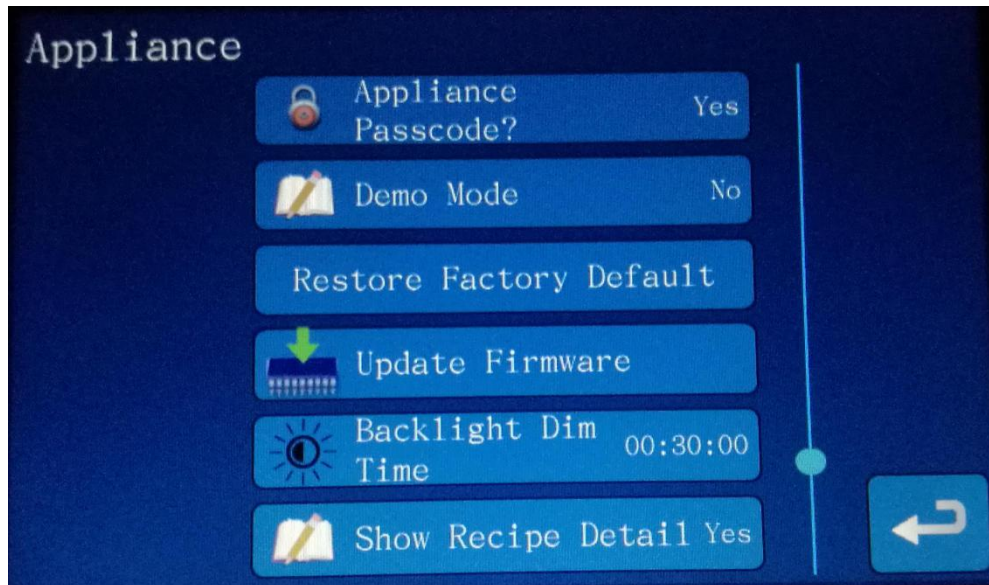 Appliance
Appliance
Passcode?
Yes
Demo Mode No
Restore Factory Default
Update Firmware
Backlight Dim
Time
00:30:00
Show Recipe Detail Yes